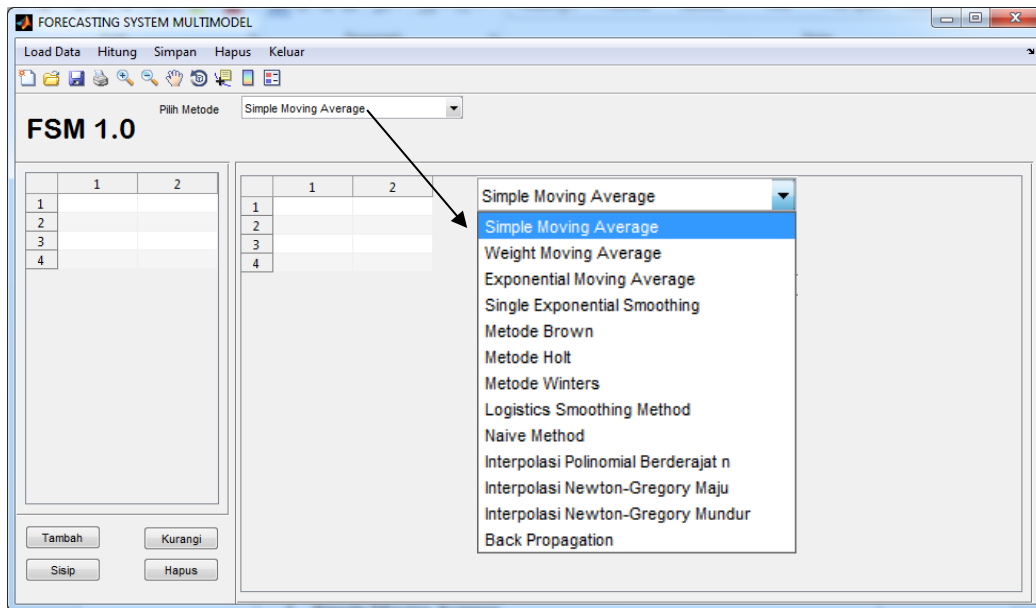 FORECASTING SYSTEM MULTIMODEL
Load Data Hitung Simpan Hapus Keluar
Pilih Metode Simple Moving Average
FSM 1.0
1 2
1
2
3
4
1 2
1
2
3
4
Simple Moving Average
Simple Moving Average
Weight Moving Average
Exponential Moving Average
Single Exponential Smoothing
Metode Brown
Metode Holt
Metode Winters
Logistics Smoothing Method
Naive Method
Interpolasi Polinomial Berderajat n
Interpolasi Newton-Gregory Maju
Interpolasi Newton-Gregory Mundur
Back Propagation
Tambah Kurangi
Sisip Hapus